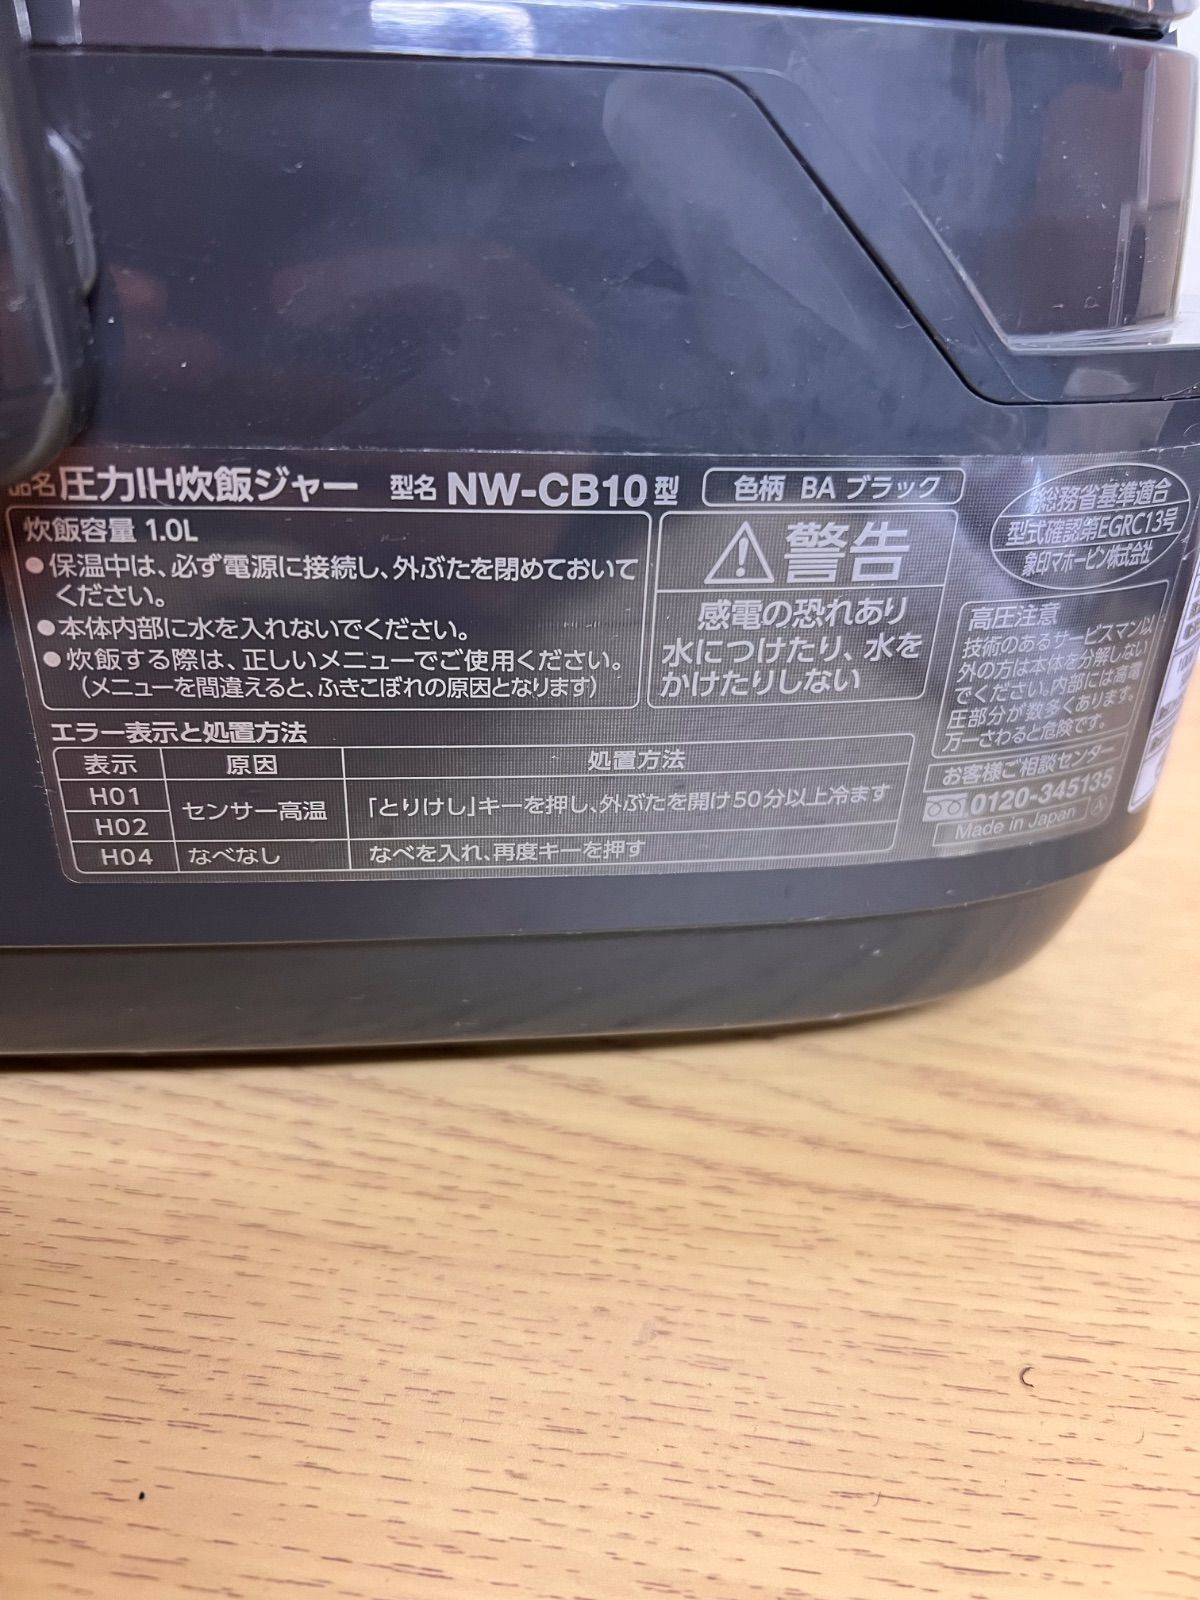 品名 圧力IH炊飯ジャー 型名 NW-CB10型 色柄 BA ブラック
炊飯容量 1.0L
●保温中は、必ず電源に接続し、外ぶたを閉めておいて
ください。
●本体内部に水を入れないでください。
●炊飯する際は、正しいメニューでご使用ください。
（メニューを間違えると、ふきこぼれの原因となります）
警告
感電の恐れあり
水につけたり、水を
かけたりしない
総務省基準適合
型式確認第EGRC13号
象印マホービン株式会社
高圧注意
技術のあるサービスマン以
外の方は本体を分解しない
でください。内部には高電
圧部分が数多くあります。
万一さわると危険です。
お客様ご相談センター
0120-345135
Made in Japan Ⓐ
エラー表示と処置方法
表示 原因 処置方法
H01
H02 センサー高温 「とりけし」キーを押し、外ぶたを開け50分以上冷ます
H04 なべなし なべを入れ、再度キーを押す